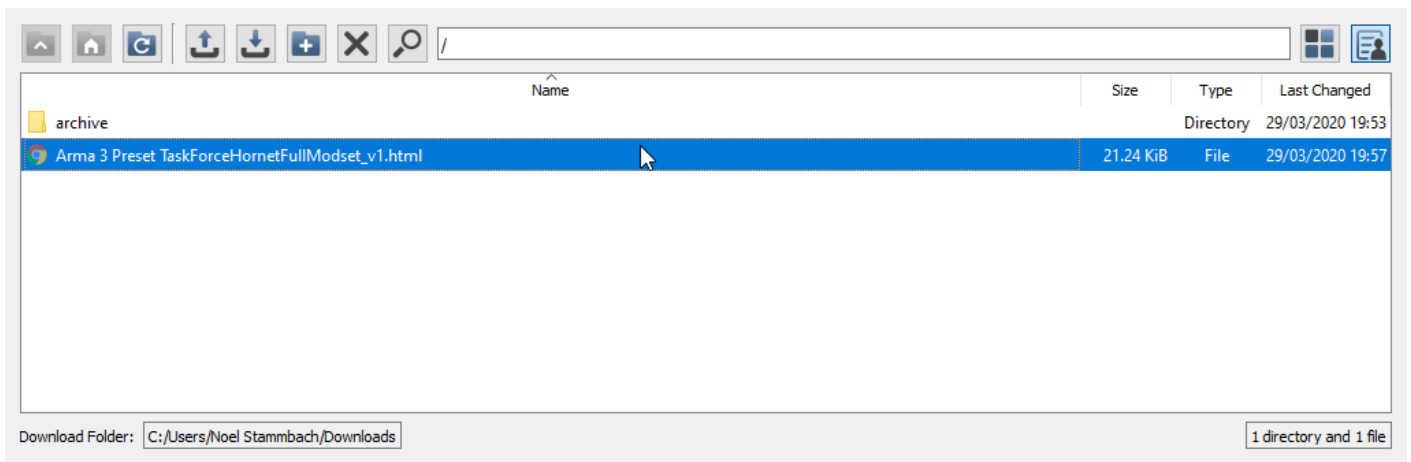 /
Name Size Type Last Changed
archive Directory 29/03/2020 19:53
Arma 3 Preset TaskForceHornetFullModset_v1.html 21.24 KiB File 29/03/2020 19:57
Download Folder: C:/Users/Noel Stammbach/Downloads 1 directory and 1 file